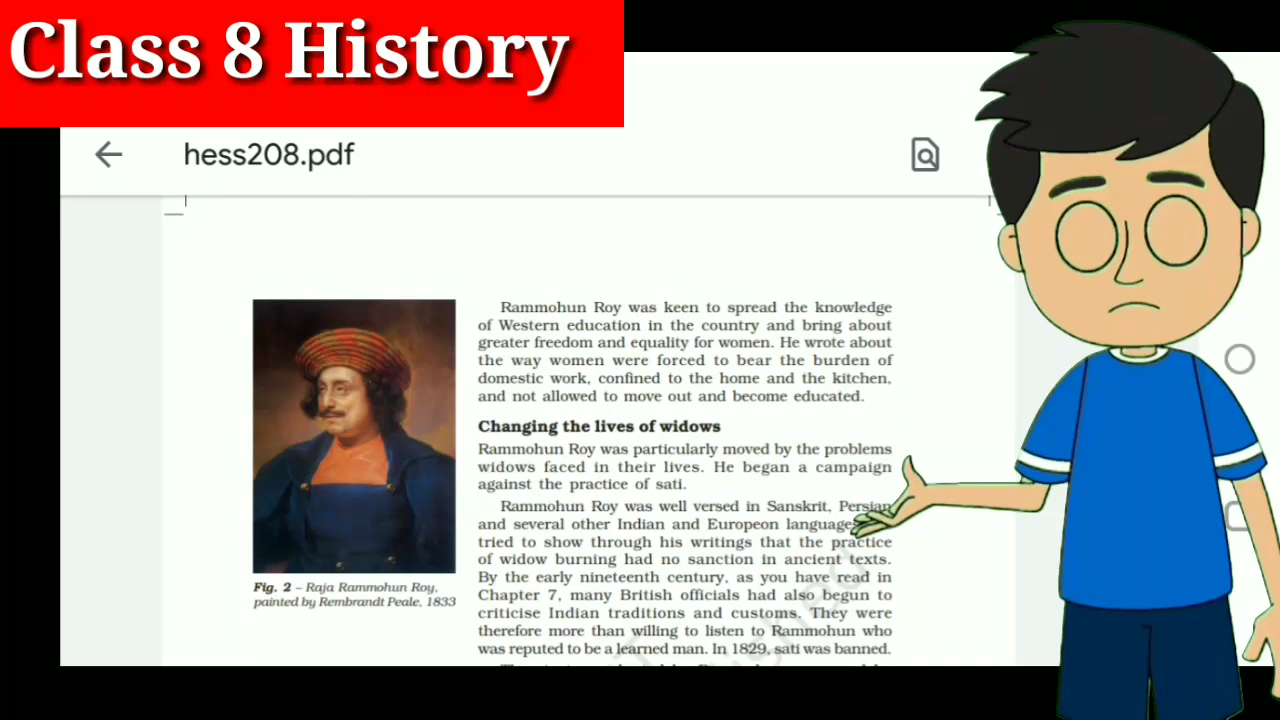 Class 8 History
hess208.pdf
Rammohun Roy was keen to spread the knowledge
of Western education in the country and bring about
greater freedom and equality for women. He wrote about
the way women were forced to bear the burden of
domestic work, confined to the home and the kitchen,
and not allowed to move out and become educated.
Changing the lives of widows
Rammohun Roy was particularly moved by the problems
widows faced in their lives. He began a campaign
against the practice of sati.
Rammohun Roy was well versed in Sanskrit, Persian
and several other Indian and Europeon languages
tried to show through his writings that the practice
of widow burning had no sanction in ancient texts.
By the early nineteenth century, as you have read in
Chapter 7, many British officials had also begun to
criticise Indian traditions and customs. They were
therefore more than willing to listen to Rammohun who
was reputed to be a learned man. In 1829, sati was banned.
Fig. 2 – Raja Rammohun Roy,
painted by Rembrandt Peale, 1833